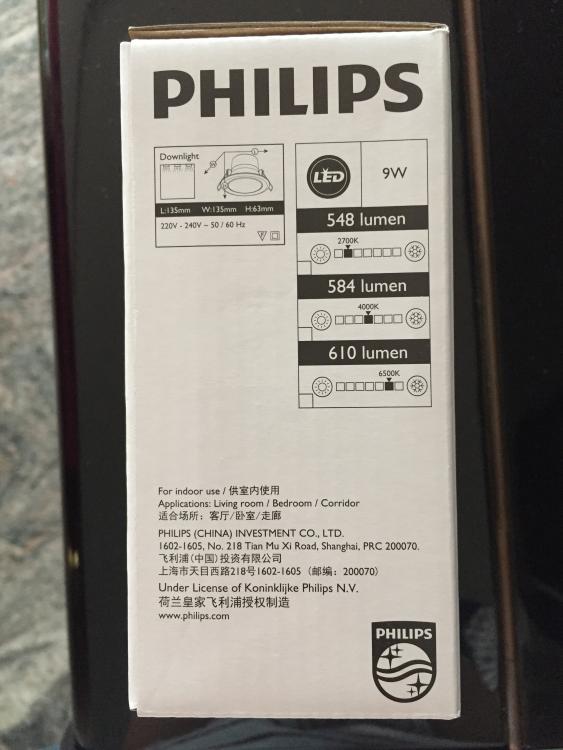 PHILIPS
Downlight
L:135mm W:135mm H:63mm
220V - 240V ~ 50 / 60 Hz
LED
9W
548 lumen
2700K
584 lumen
4000K
610 lumen
6500K
For indoor use / 供室内使用
Applications: Living room / Bedroom / Corridor
适合场所：客厅/卧室/走廊
PHILIPS (CHINA) INVESTMENT CO., LTD.
1602-1605, No. 218 Tian Mu Xi Road, Shanghai, PRC 200070.
飞利浦(中国)投资有限公司
上海市天目西路218号1602-1605 (邮编：200070)
Under License of Koninklijke Philips N.V.
荷兰皇家飞利浦授权制造
www.philips.com
PHILIPS